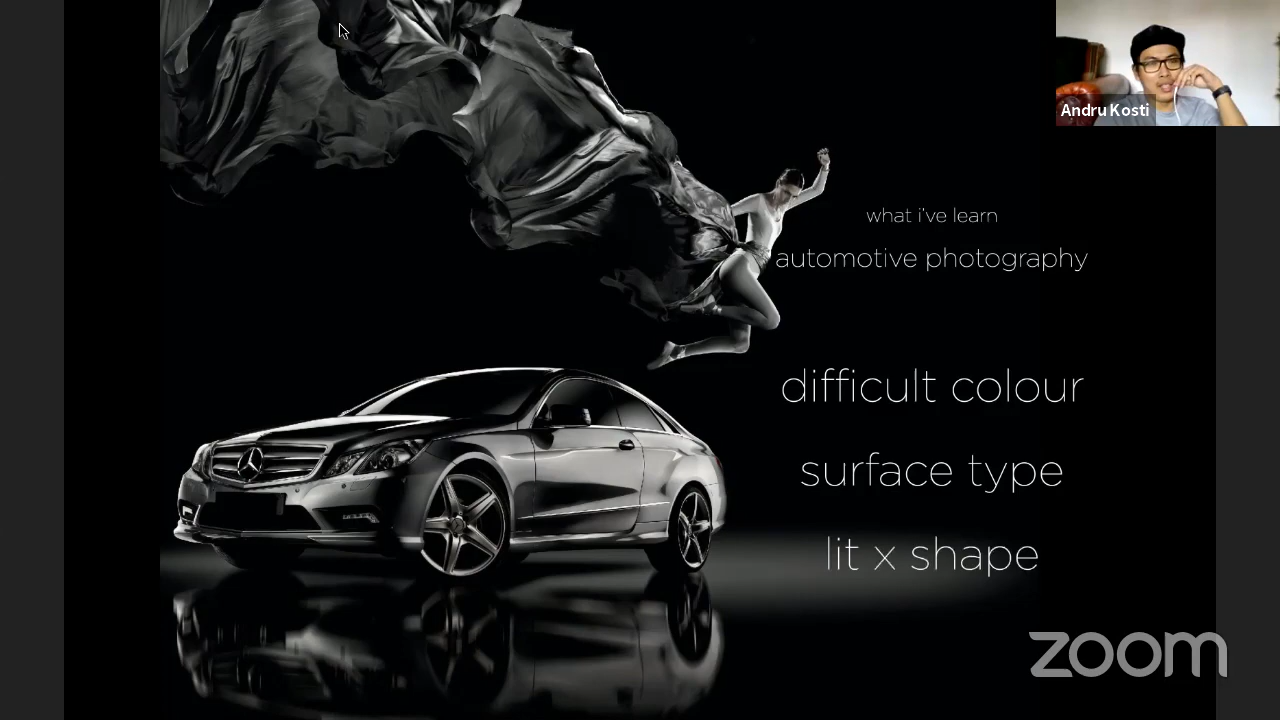 Andru Kosti
what i've learn
automotive photography
difficult colour
surface type
lit x shape
zoom